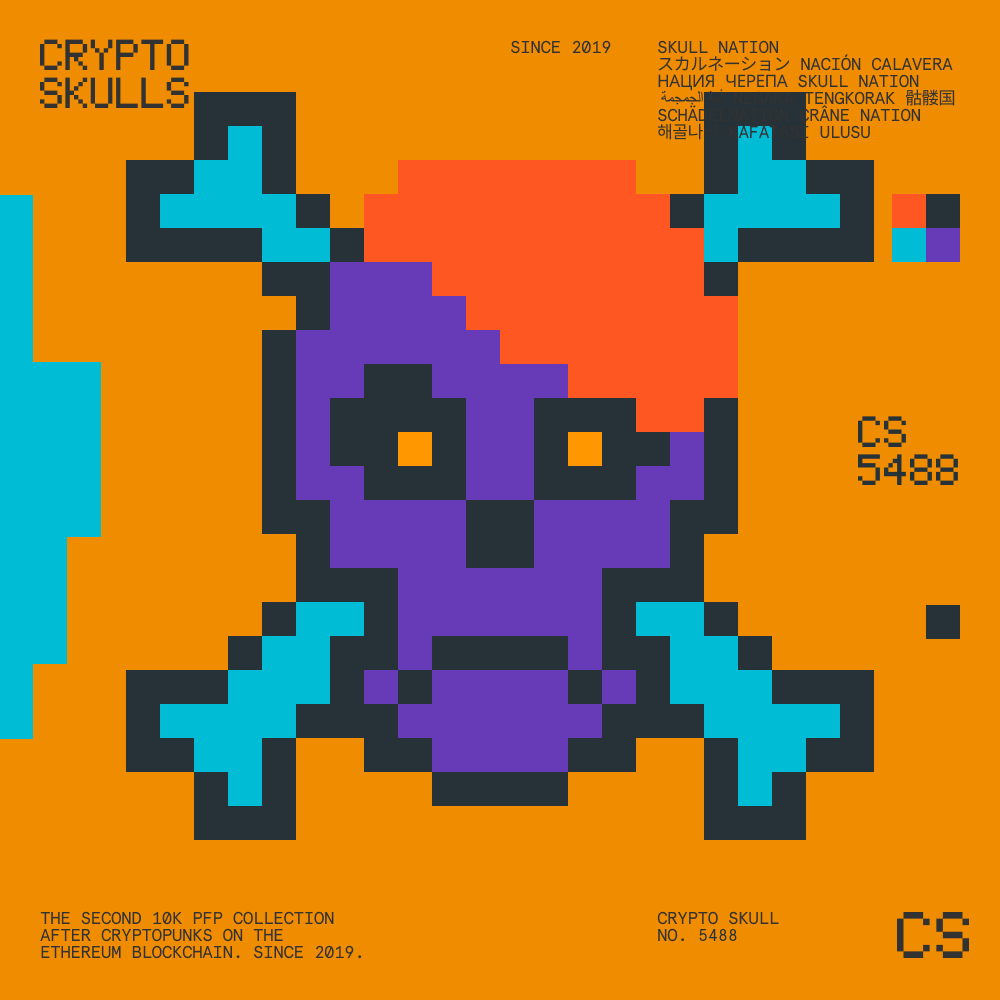 CRYPTO
SKULLS
SINCE 2019
SKULL NATION
スカルネーション NACIÓN CALAVERA
НАЦИЯ ЧЕРЕПА SKULL NATION
TENGKORAK 骷髅国
CRÂNE NATION
ULUSU
CS
5488
THE SECOND 10K PFP COLLECTION
AFTER CRYPTOPUNKS ON THE
ETHEREUM BLOCKCHAIN. SINCE 2019.
CRYPTO SKULL
NO. 5488
CS